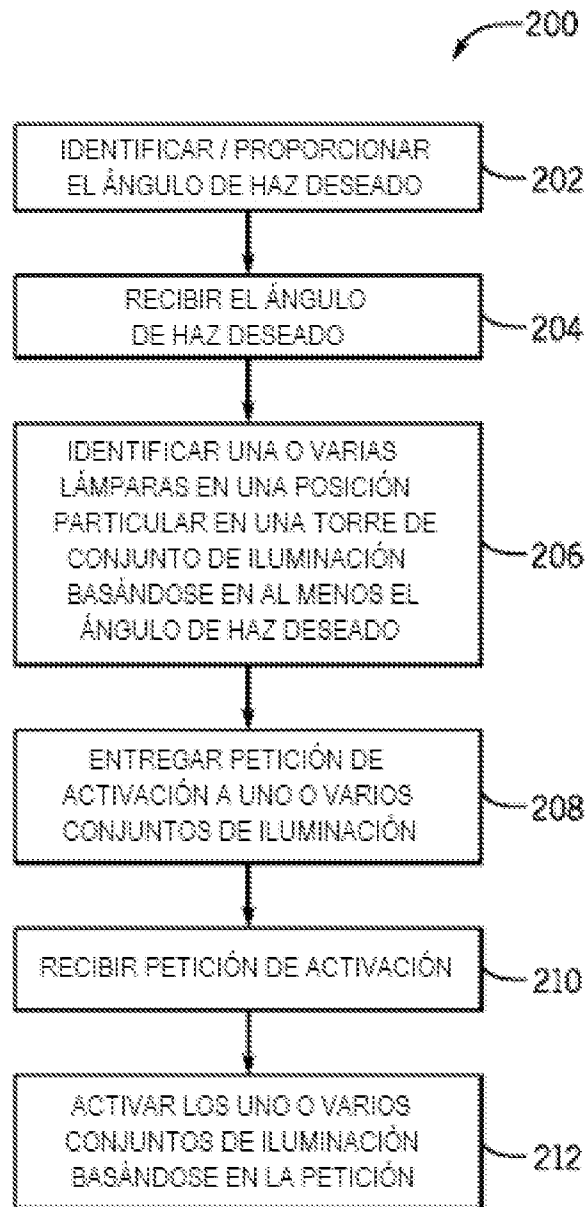 200
IDENTIFICAR / PROPORCIONAR
EL ÁNGULO DE HAZ DESEADO
202
RECIBIR EL ÁNGULO
DE HAZ DESEADO
204
IDENTIFICAR UNA O VARIAS
LÁMPARAS EN UNA POSICIÓN
PARTICULAR EN UNA TORRE DE
CONJUNTO DE ILUMINACIÓN
BASÁNDOSE EN AL MENOS EL
ÁNGULO DE HAZ DESEADO
206
ENTREGAR PETICIÓN DE
ACTIVACIÓN A UNO O VARIOS
CONJUNTOS DE ILUMINACIÓN
208
RECIBIR PETICIÓN DE ACTIVACIÓN
210
ACTIVAR LOS UNO O VARIOS
CONJUNTOS DE ILUMINACIÓN
BASÁNDOSE EN LA PETICIÓN
212